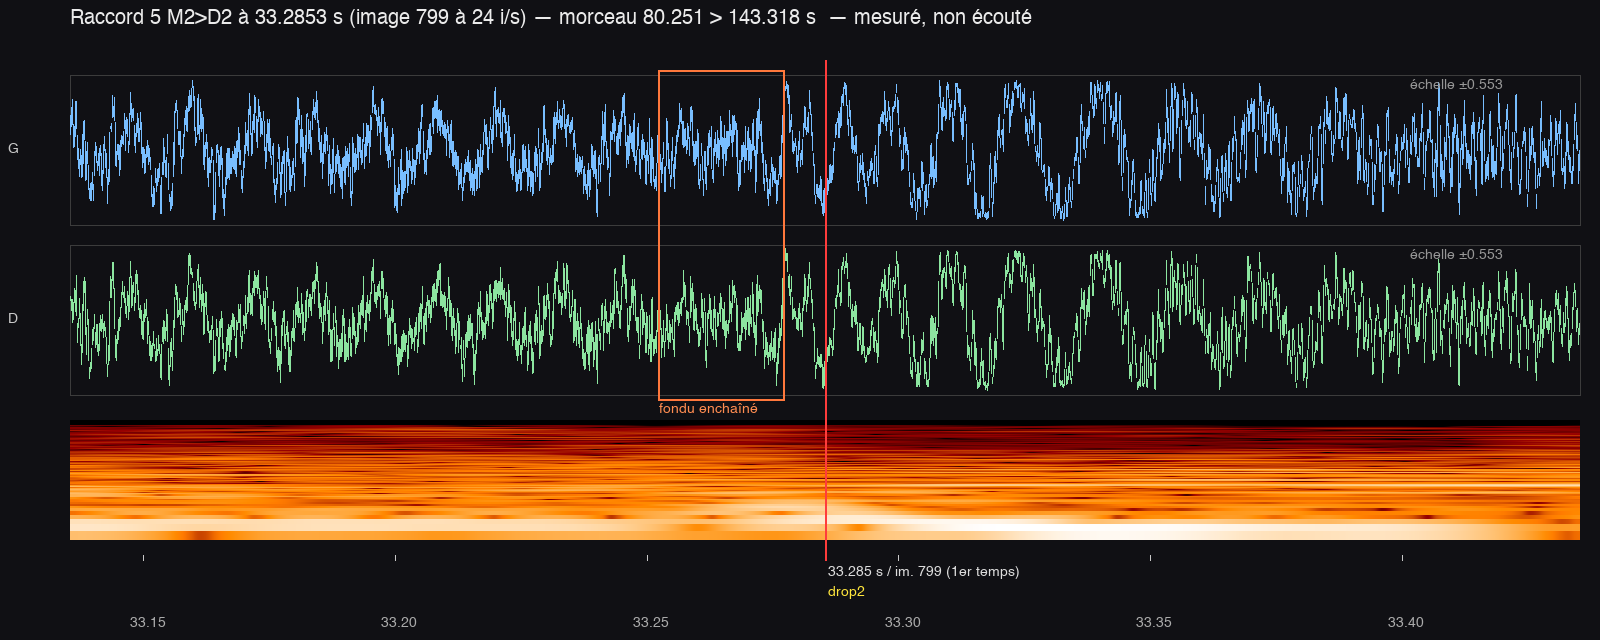 Raccord 5 M2>D2 à 33.2853 s (image 799 à 24 i/s) — morceau 80.251 > 143.318 s  — mesuré, non écouté
échelle ±0.553
G
échelle ±0.553
D
fondu enchaîné
33.285 s / im. 799 (1er temps)
drop2
33.15 33.20 33.25 33.30 33.35 33.40